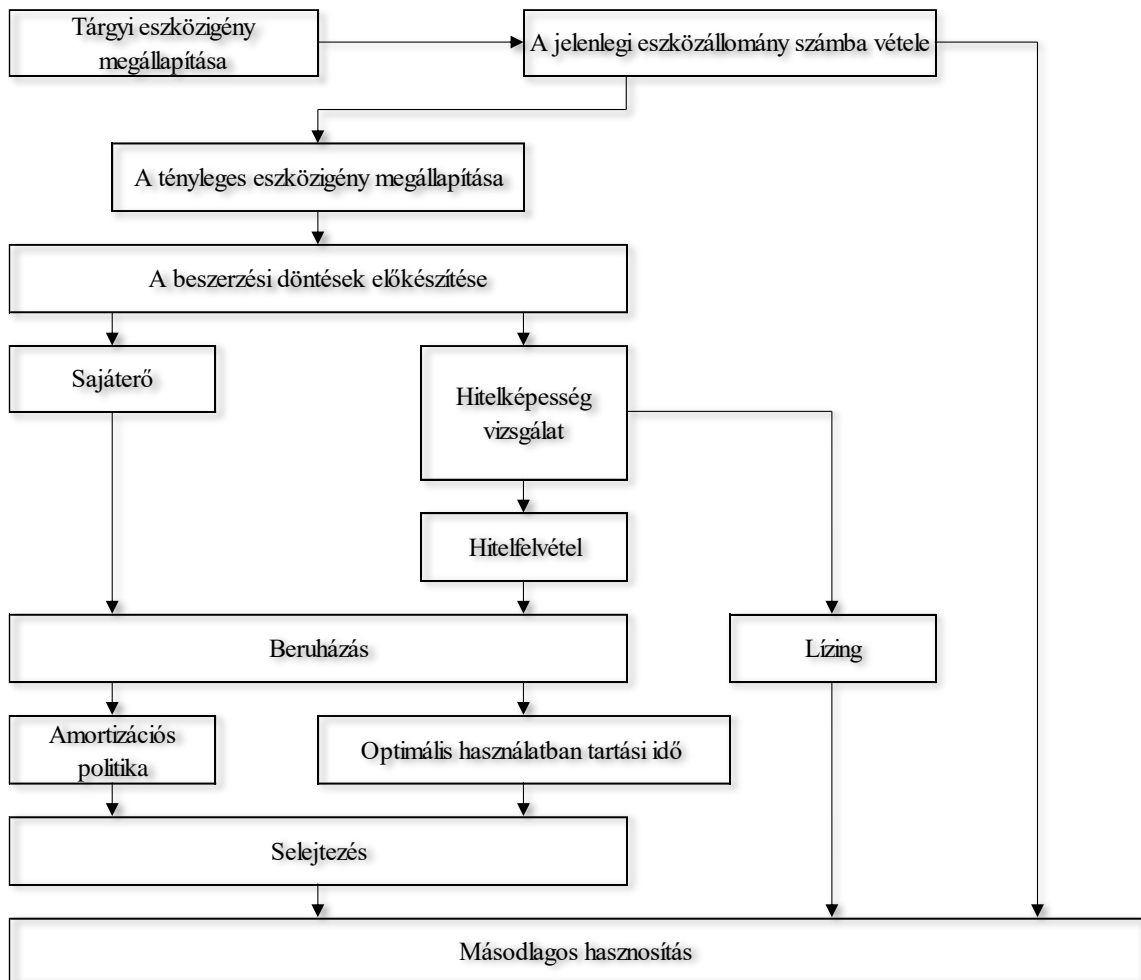 Tárgyi eszközigény
megállapítása
A jelenlegi eszközállomány számba vétele
A tényleges eszközigény megállapítása
A beszerzési döntések előkészítése
Sajáterő
Hitelképesség
vizsgálat
Hitelfelvétel
Beruházás
Lízing
Amortizációs
politika
Optimális használatban tartási idő
Selejtezés
Másodlagos hasznosítás